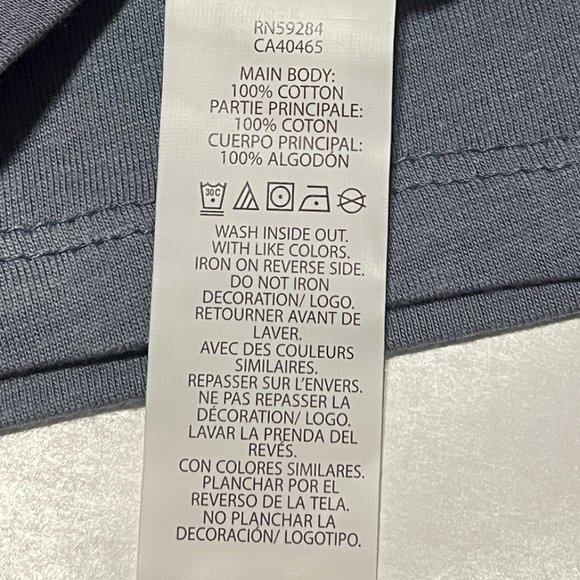 RN59284
CA40465
MAIN BODY:
100% COTTON
PARTIE PRINCIPALE:
100% COTON
CUERPO PRINCIPAL:
100% ALGODÓN
30C
WASH INSIDE OUT.
WITH LIKE COLORS.
IRON ON REVERSE SIDE.
DO NOT IRON
DECORATION/ LOGO.
RETOURNER AVANT DE
LAVER.
AVEC DES COULEURS
SIMILAIRES.
REPASSER SUR L'ENVERS.
NE PAS REPASSER LA
DÉCORATION/ LOGO.
LAVAR LA PRENDA DEL
REVÉS.
CON COLORES SIMILARES.
PLANCHAR POR EL
REVERSO DE LA TELA.
NO PLANCHAR LA
DECORACIÓN/ LOGOTIPO.